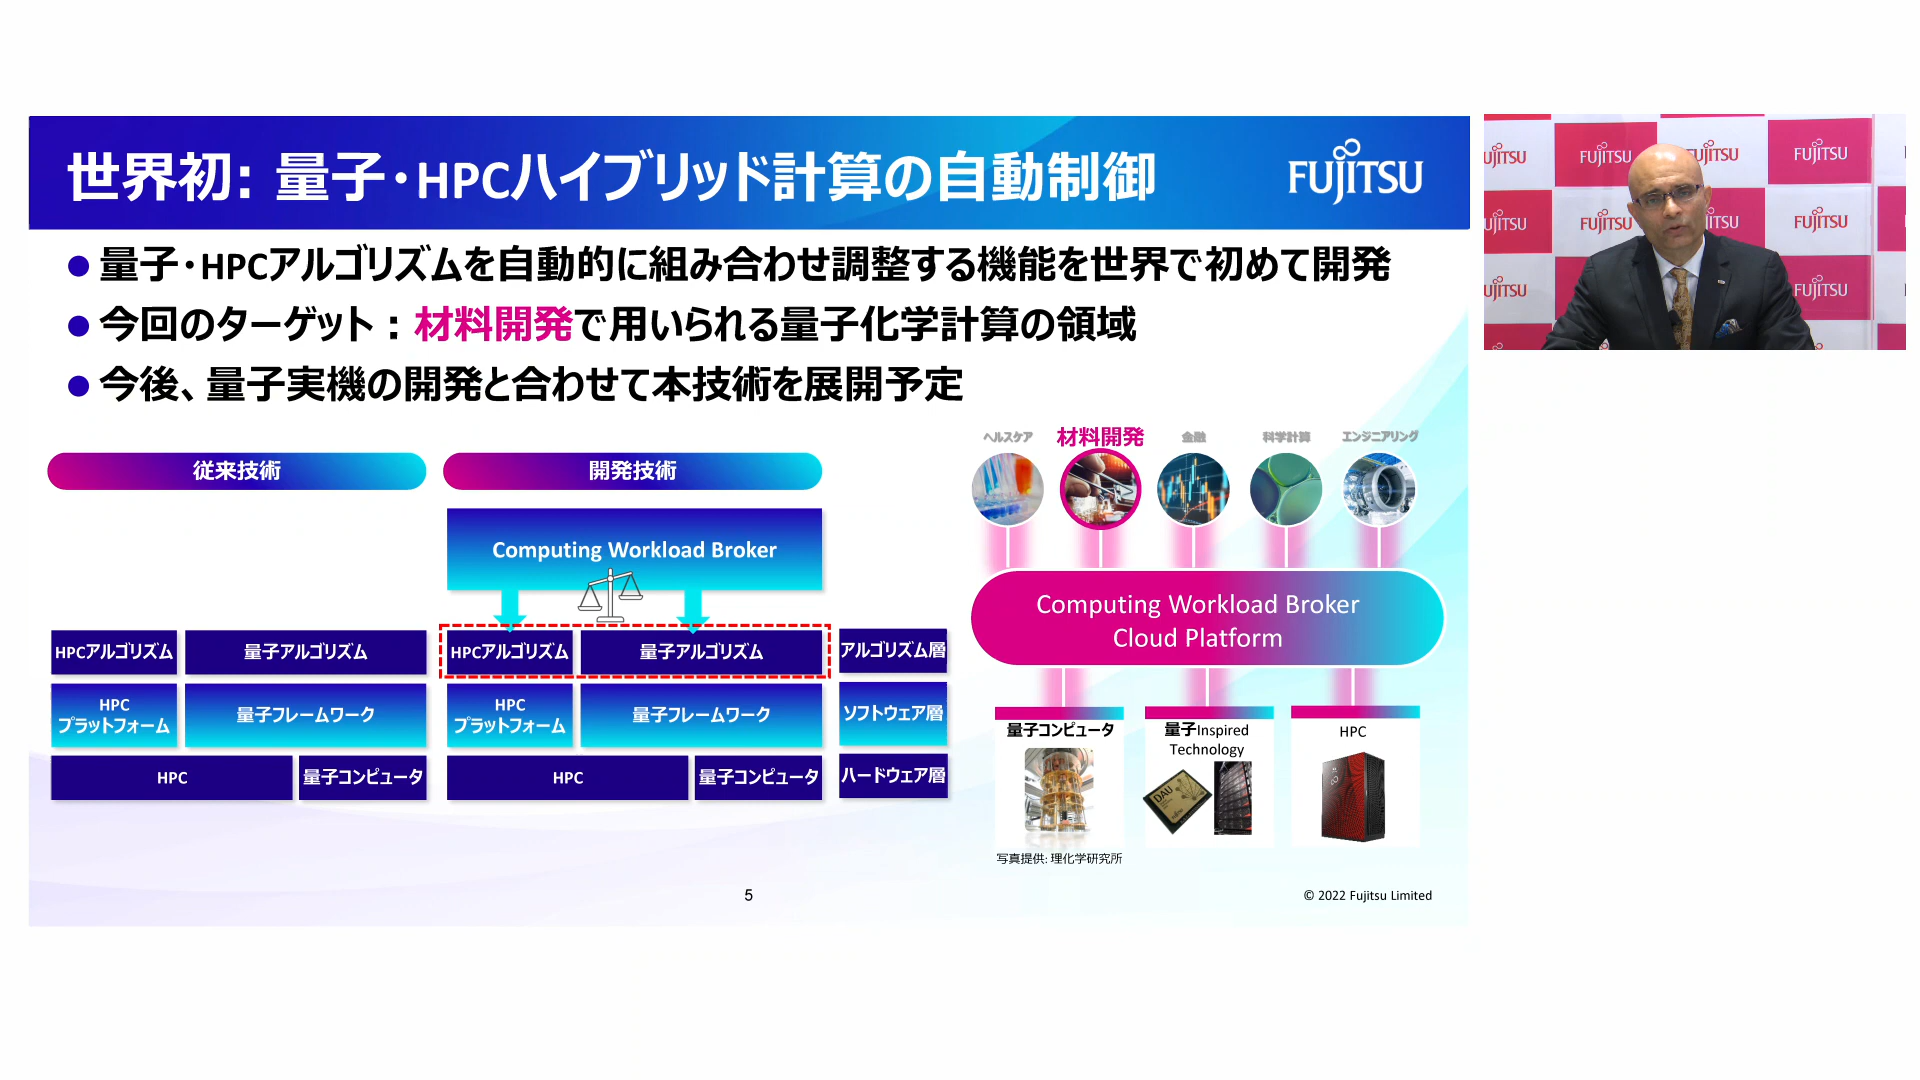 世界初: 量子・HPCハイブリッド計算の自動制御
FUJITSU
量子・HPCアルゴリズムを自動的に組み合わせ調整する機能を世界で初めて開発
今回のターゲット：材料開発で用いられる量子化学計算の領域
今後、量子実機の開発と合わせて本技術を展開予定
従来技術
開発技術
Computing Workload Broker
HPCアルゴリズム
量子アルゴリズム
HPCアルゴリズム
量子アルゴリズム
アルゴリズム層
HPC
プラットフォーム
量子フレームワーク
HPC
プラットフォーム
量子フレームワーク
ソフトウェア層
HPC
量子コンピュータ
HPC
量子コンピュータ
ハードウェア層
ヘルスケア
材料開発
金融
科学計算
エンジニアリング
Computing Workload Broker
Cloud Platform
量子コンピュータ
量子Inspired
Technology
HPC
DAU
写真提供: 理化学研究所
5
© 2022 Fujitsu Limited
FUJITSU
FUJITSU
FUJITSU
FUJITSU
FUJITSU
FUJITSU